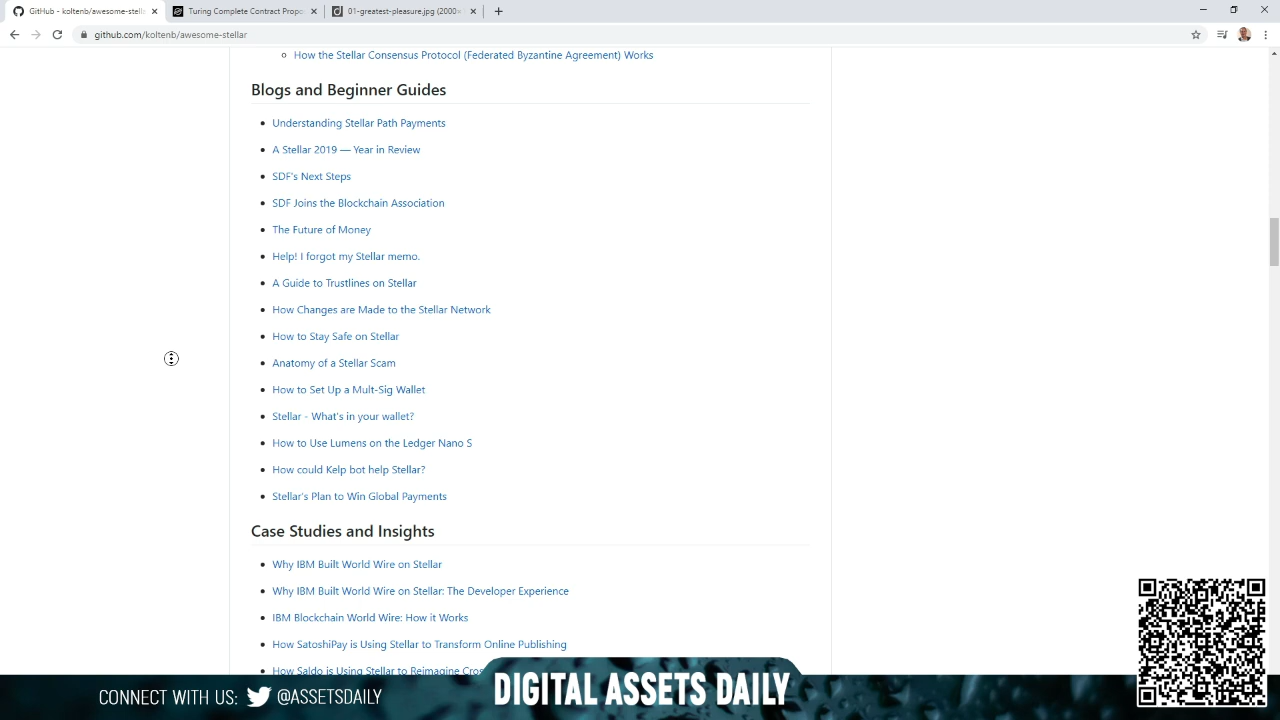 GitHub - koltenb/awesome-stella
Turing Complete Contract Propo
01-greatest-pleasure.jpg (2000×
github.com/koltenb/awesome-stellar
How the Stellar Consensus Protocol (Federated Byzantine Agreement) Works
Blogs and Beginner Guides
Understanding Stellar Path Payments
A Stellar 2019 — Year in Review
SDF's Next Steps
SDF Joins the Blockchain Association
The Future of Money
Help! I forgot my Stellar memo.
A Guide to Trustlines on Stellar
How Changes are Made to the Stellar Network
How to Stay Safe on Stellar
Anatomy of a Stellar Scam
How to Set Up a Mult-Sig Wallet
Stellar - What's in your wallet?
How to Use Lumens on the Ledger Nano S
How could Kelp bot help Stellar?
Stellar's Plan to Win Global Payments
Case Studies and Insights
Why IBM Built World Wire on Stellar
Why IBM Built World Wire on Stellar: The Developer Experience
IBM Blockchain World Wire: How it Works
How SatoshiPay is Using Stellar to Transform Online Publishing
How Saldo is Using Stellar to Reimagine Cros
CONNECT WITH US: @ASSETSDAILY
DIGITAL ASSETS DAILY